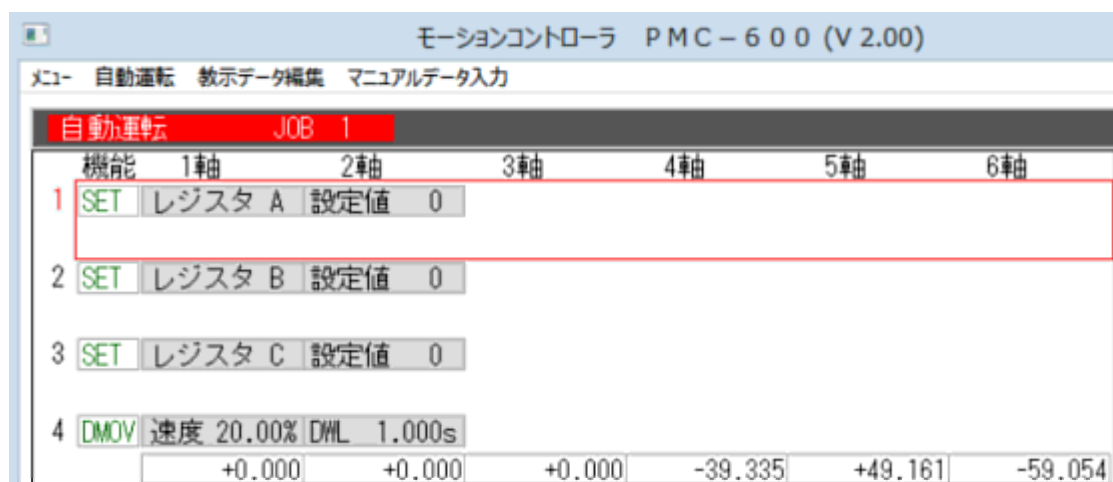 モーションコントローラ PMC-600 (V 2.00)
メニュー 自動運転 教示データ編集 マニュアルデータ入力
自動運転 JOB 1
機能 1軸 2軸 3軸 4軸 5軸 6軸
1 SET レジスタ A 設定値 0
2 SET レジスタ B 設定値 0
3 SET レジスタ C 設定値 0
4 DMOV 速度 20.00% DWL 1.000s
+0.000 +0.000 +0.000 -39.335 +49.161 -59.054